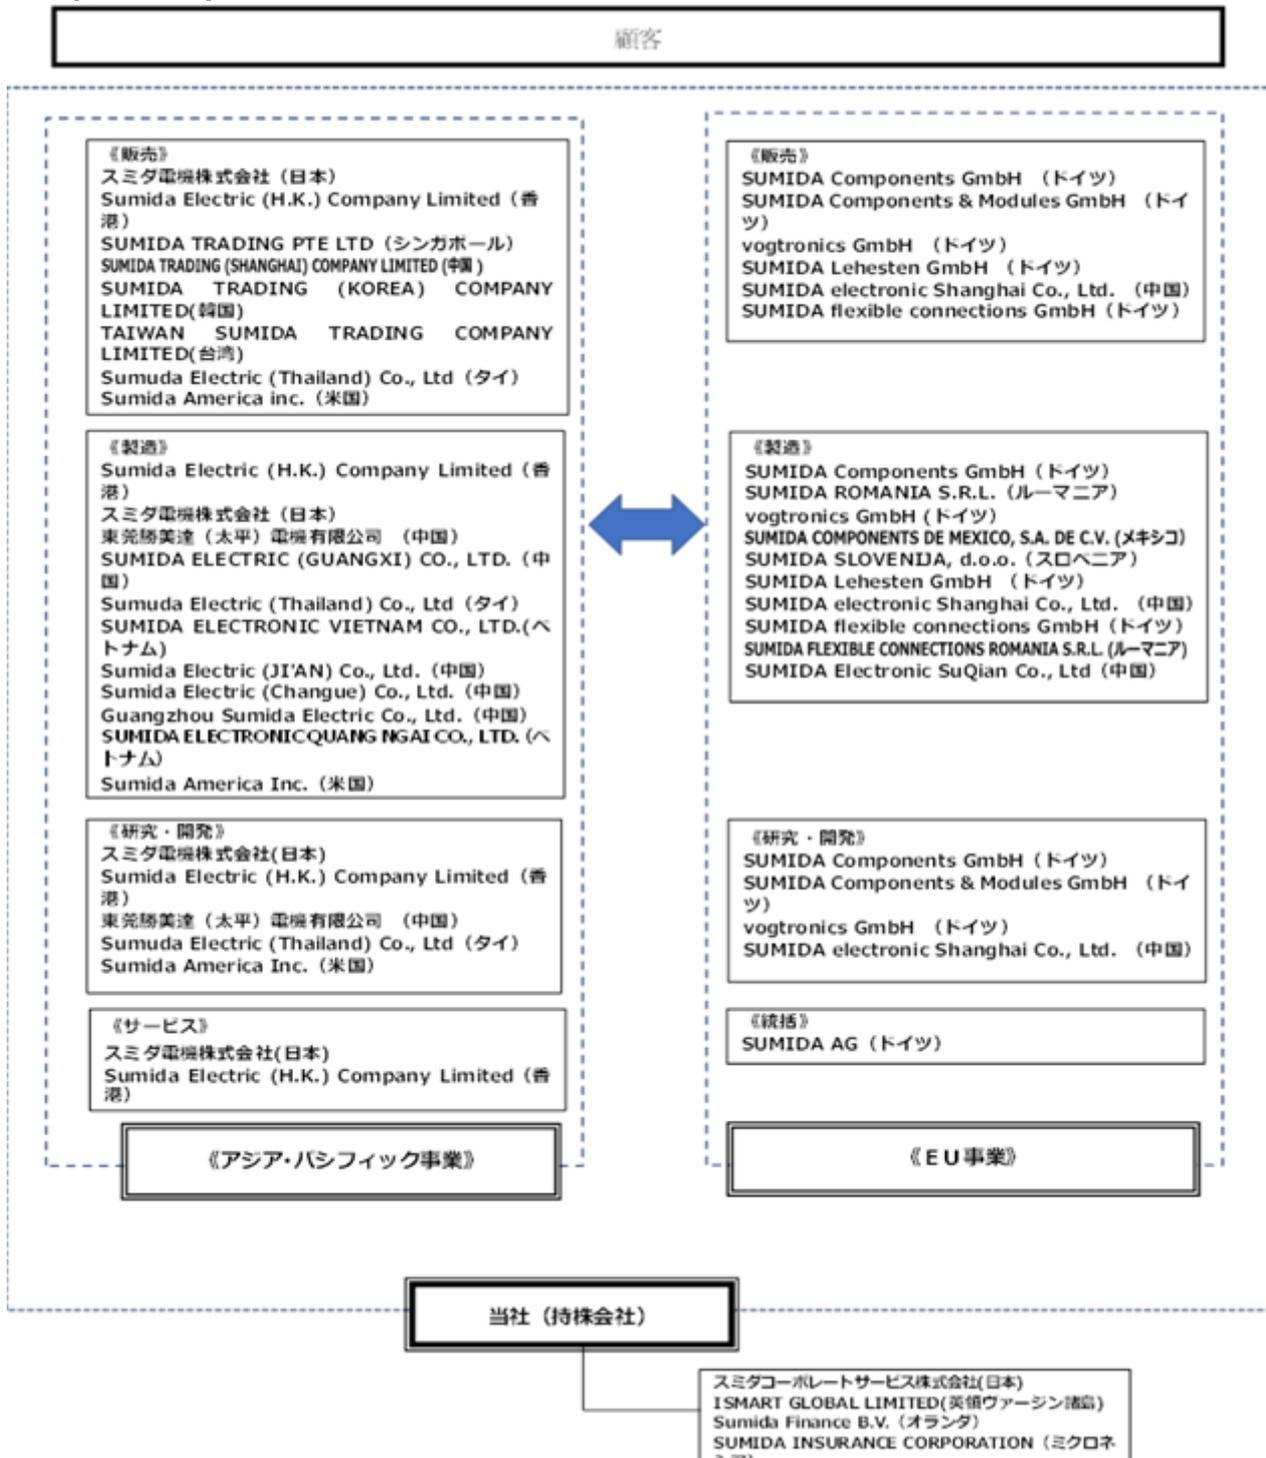 顧客
《販売》
スミダ電機株式会社（日本）
Sumida Electric (H.K.) Company Limited（香
港）
SUMIDA TRADING PTE LTD（シンガポール）
SUMIDA TRADING (SHANGHAI) COMPANY LIMITED (中国 )
SUMIDA TRADING (KOREA) COMPANY
LIMITED(韓国)
TAIWAN SUMIDA TRADING COMPANY
LIMITED(台湾)
Sumuda Electric (Thailand) Co., Ltd（タイ）
Sumida America inc.（米国）
《製造》
Sumida Electric (H.K.) Company Limited（香
港）
スミダ電機株式会社（日本）
東莞勝美達（太平）電機有限公司 （中国）
SUMIDA ELECTRIC (GUANGXI) CO., LTD.（中
国）
Sumuda Electric (Thailand) Co., Ltd（タイ）
SUMIDA ELECTRONIC VIETNAM CO., LTD.(ベ
トナム)
Sumida Electric (JI'AN) Co., Ltd.（中国）
Sumida Electric (Changue) Co., Ltd.（中国）
Guangzhou Sumida Electric Co., Ltd.（中国）
SUMIDA ELECTRONIC QUANG NGAI CO., LTD.（ベ
トナム）
Sumida America Inc.（米国）
《研究・開発》
スミダ電機株式会社(日本)
Sumida Electric (H.K.) Company Limited（香
港）
東莞勝美達（太平）電機有限公司 （中国）
Sumuda Electric (Thailand) Co., Ltd（タイ）
Sumida America Inc.（米国）
《サービス》
スミダ電機株式会社(日本)
Sumida Electric (H.K.) Company Limited（香
港）
《アジア・パシフィック事業》
《販売》
SUMIDA Components GmbH （ドイツ）
SUMIDA Components & Modules GmbH （ドイ
ツ）
vogtronics GmbH （ドイツ）
SUMIDA Lehesten GmbH （ドイツ）
SUMIDA electronic Shanghai Co., Ltd. （中国）
SUMIDA flexible connections GmbH（ドイツ）
《製造》
SUMIDA Components GmbH（ドイツ）
SUMIDA ROMANIA S.R.L.（ルーマニア）
vogtronics GmbH (ドイツ)
SUMIDA COMPONENTS DE MEXICO, S.A. DE C.V. (メキシコ)
SUMIDA SLOVENIJA, d.o.o.（スロベニア）
SUMIDA Lehesten GmbH （ドイツ）
SUMIDA electronic Shanghai Co., Ltd. （中国）
SUMIDA flexible connections GmbH（ドイツ）
SUMIDA FLEXIBLE CONNECTIONS ROMANIA S.R.L. (ルーマニア)
SUMIDA Electronic SuQian Co., Ltd（中国）
《研究・開発》
SUMIDA Components GmbH（ドイツ）
SUMIDA Components & Modules GmbH （ドイ
ツ）
vogtronics GmbH （ドイツ）
SUMIDA electronic Shanghai Co., Ltd. （中国）
《統括》
SUMIDA AG（ドイツ）
《ＥＵ事業》
当社（持株会社）
スミダコーポレートサービス株式会社(日本)
ISMART GLOBAL LIMITED(英領ヴァージン諸島)
Sumida Finance B.V.（オランダ）
SUMIDA INSURANCE CORPORATION（ミクロネ